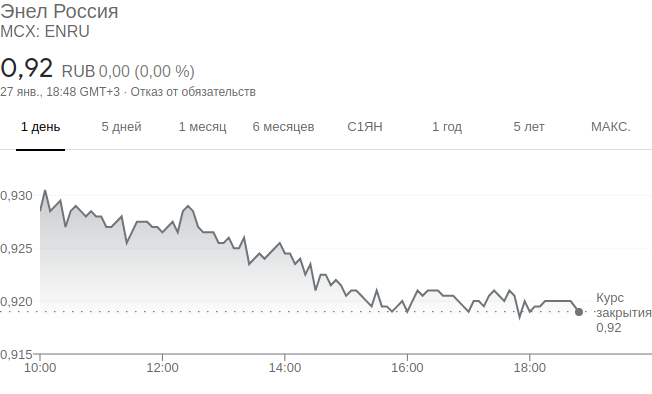 Энел Россия
MCX: ENRU
0,92 RUB 0,00 (0,00 %)
27 янв., 18:48 GMT+3 · Отказ от обязательств
1 день 5 дней 1 месяц 6 месяцев С1ЯН 1 год 5 лет МАКС.
0,930
0,925
0,920
0,915
Курс
закрытия
0,92
10:00 12:00 14:00 16:00 18:00